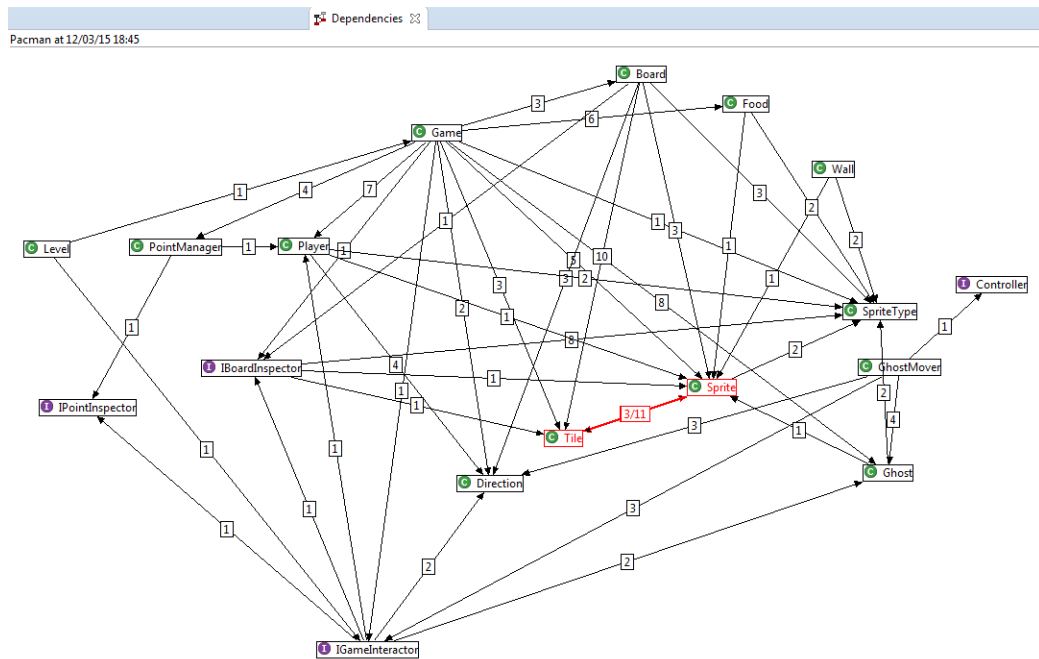 Dependencies
Pacman at 12/03/15 18:45
C Board
3
C Food
6
C Game
C Wall
1
4
7
3
2
1
1
3
2
C Level
C PointManager
1
C Player
1
1
1
5
10
3
2
I Controller
3
8
2
1
C SpriteType
1
8
2
1
I IBoardInspector
4
1
C GhostMover
1
C Sprite
1
I IPointInspector
3/11
2
4
C Tile
3
1
1
1
C Ghost
C Direction
1
3
1
2
2
I IGameInteractor